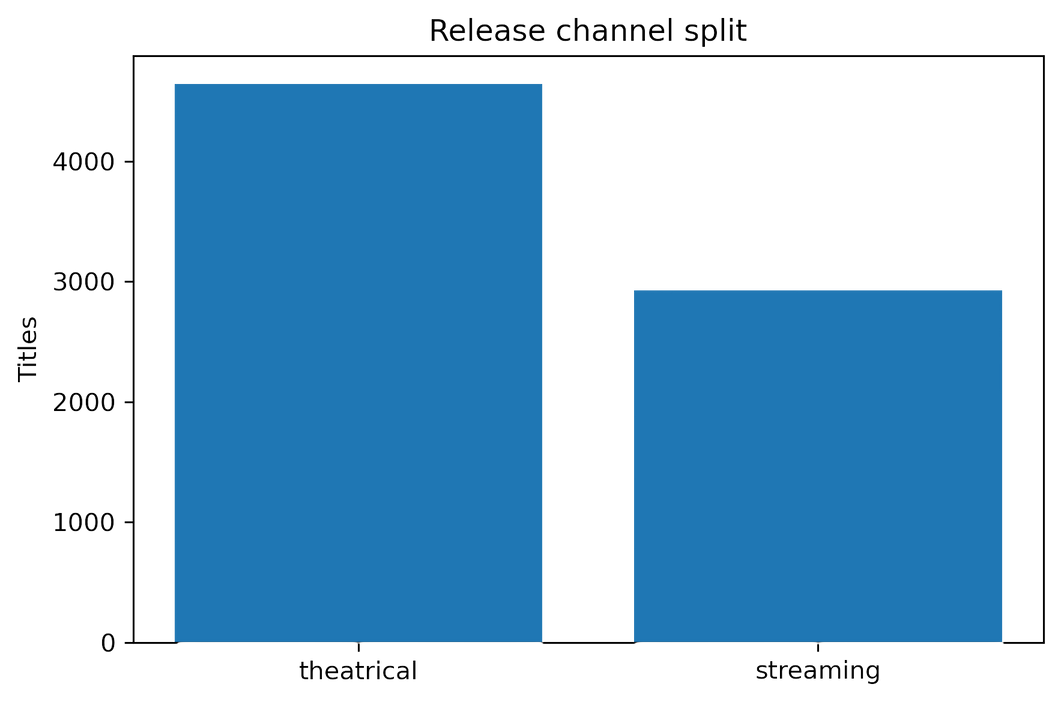 Release channel split
Titles
4000
3000
2000
1000
0
theatrical
streaming